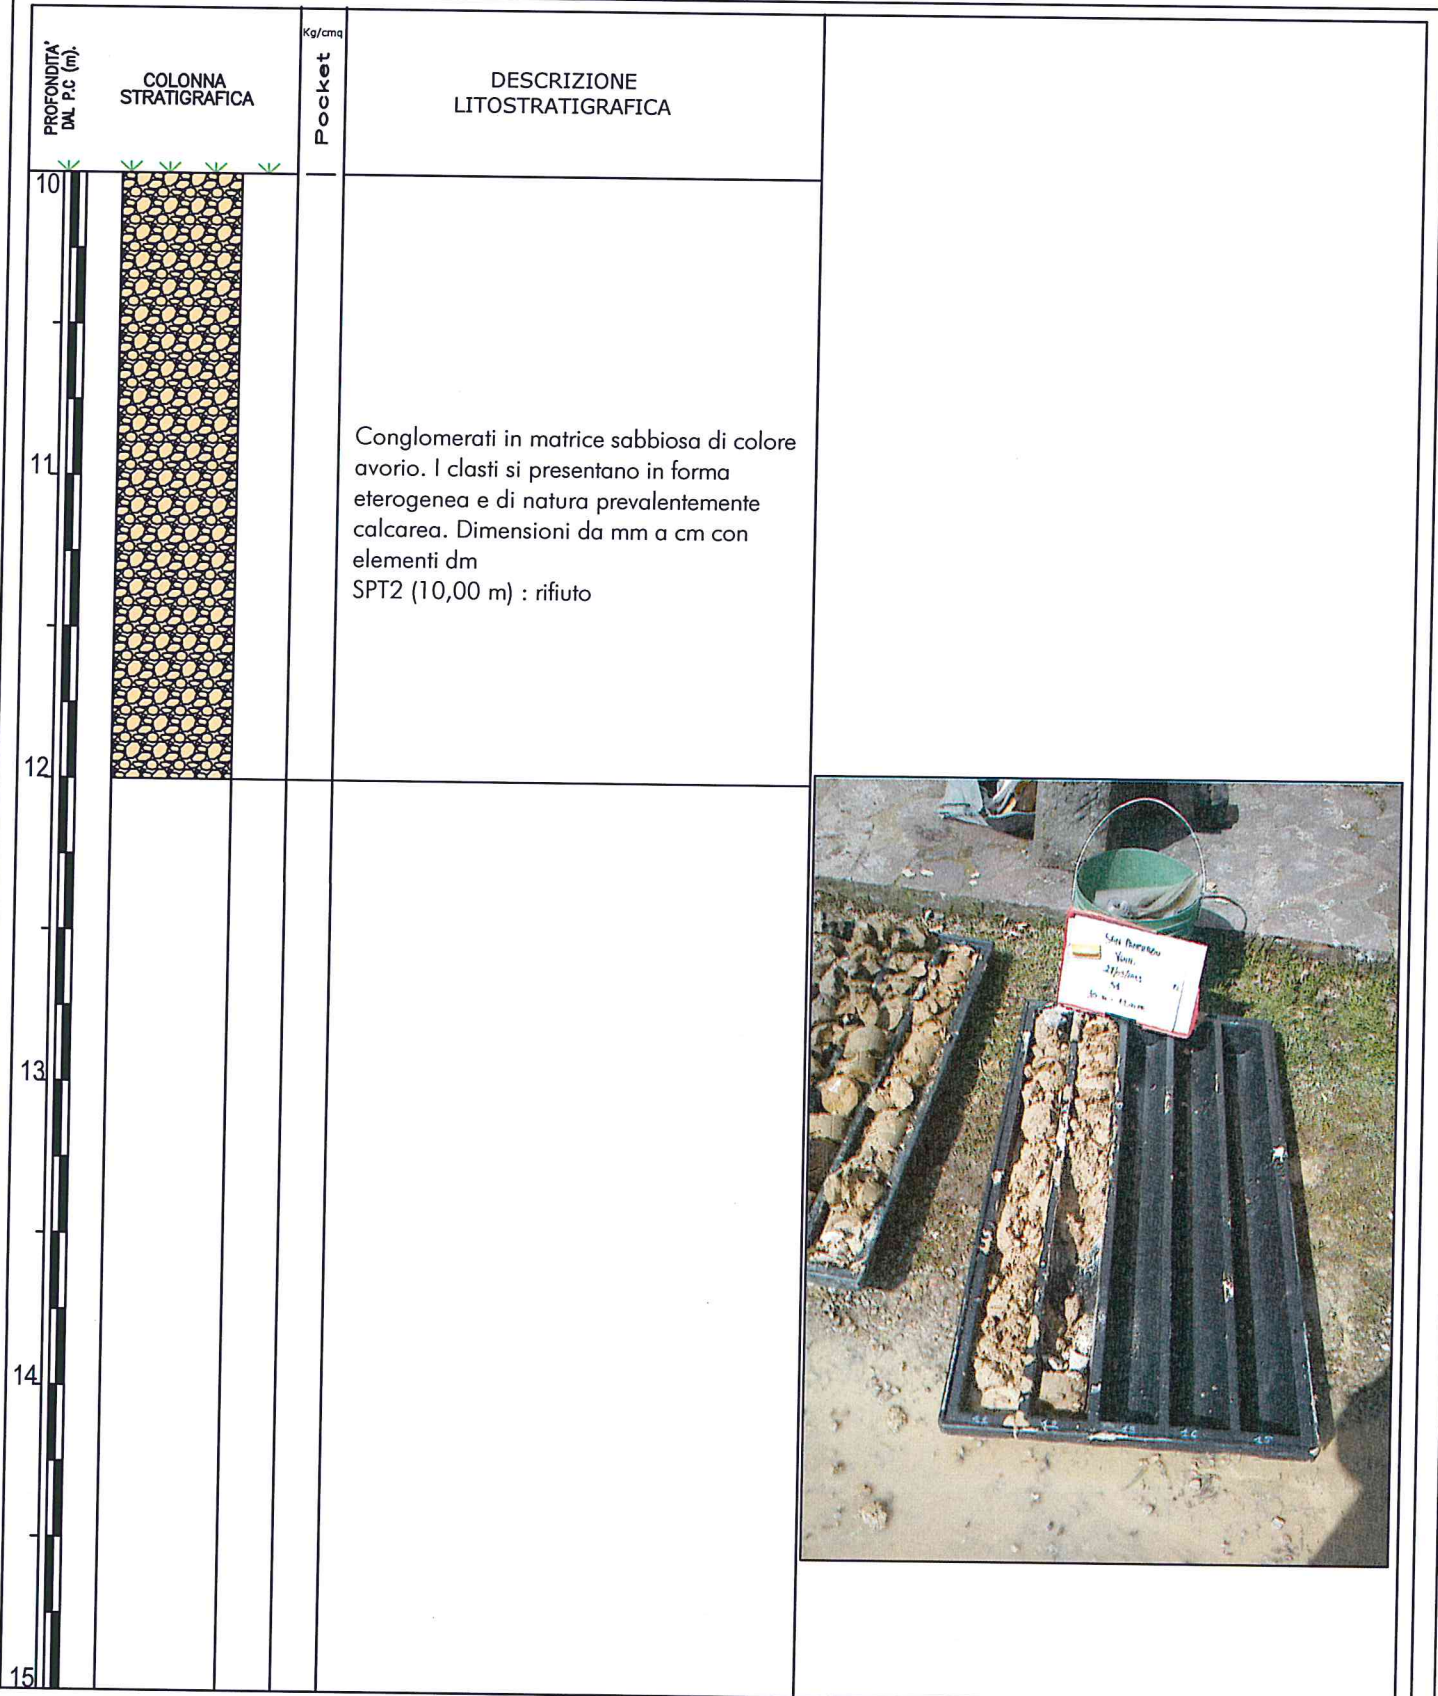 PROFONDITA'
DAL P.C (m).
COLONNA
STRATIGRAFICA
Kg/cmq
Pocket
DESCRIZIONE
LITOSTRATIGRAFICA
10
11
12
13
14
15
Conglomerati in matrice sabbiosa di colore
avorio. I clasti si presentano in forma
eterogenea e di natura prevalentemente
calcarea. Dimensioni da mm a cm con
elementi dm
SPT2 (10,00 m) : rifiuto